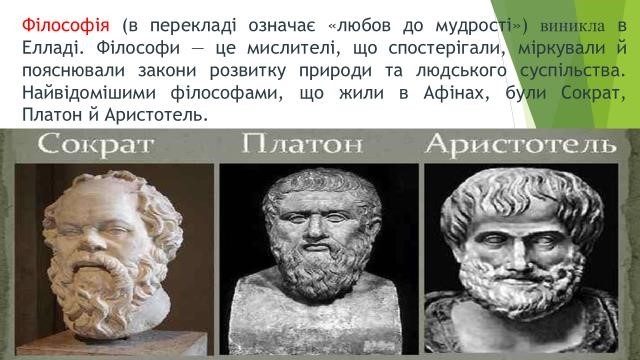 Філософія (в перекладі означає «любов до мудрості») виникла в
Елладі. Філософи — це мислителі, що спостерігали, міркували й
пояснювали закони розвитку природи та людського суспільства.
Найвідомішими філософами, що жили в Афінах, були Сократ,
Платон й Аристотель.
Сократ Платон Аристотель